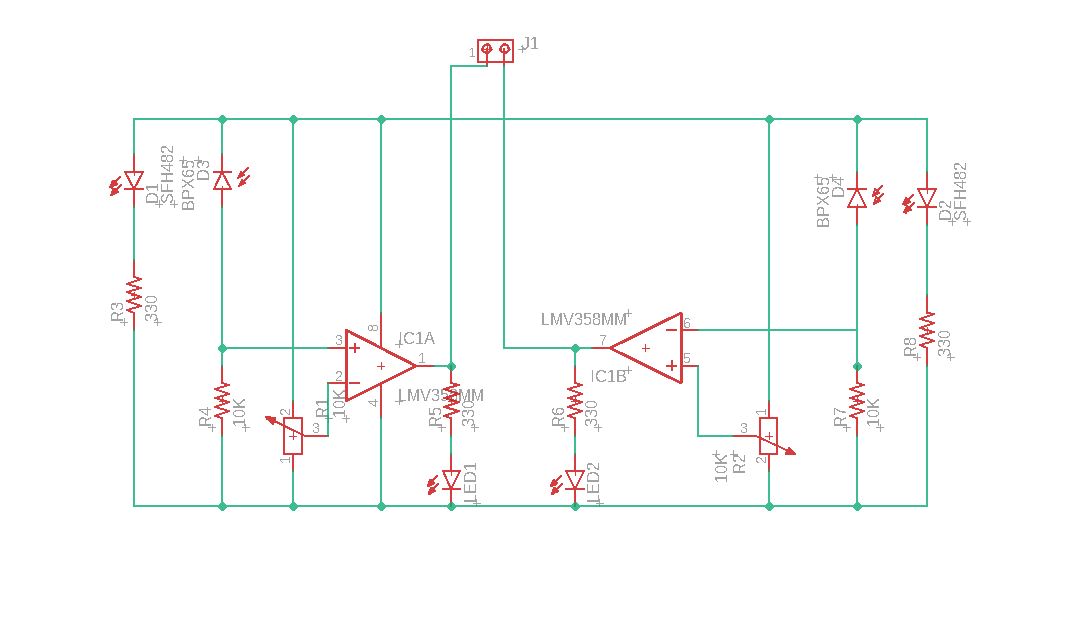 J1
1
D1
SFH482
BPX65
D3
BPX65
D4
D2
SFH482
R3
330
R4
10K
2
1
3
R1
10K
3
2
8
4
1
IC1A
LMV358MM
R5
330
LED1
LMV358MM
IC1B
7
6
5
R6
330
LED2
10K
R2
3
1
2
R7
10K
R8
330